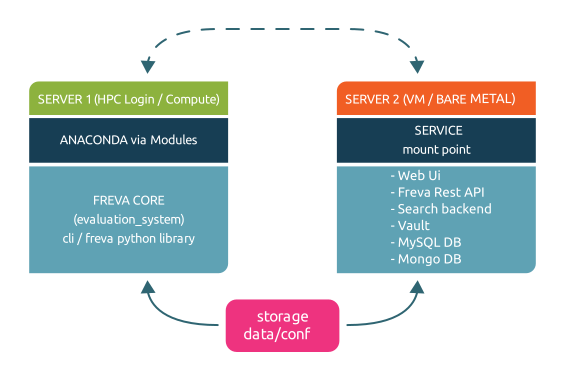 SERVER 1 (HPC Login / Compute)
ANACONDA via Modules
FREVA CORE
(evaluation_system)
cli / freva python library
SERVER 2 (VM / BARE METAL)
SERVICE
mount point
- Web Ui
- Freva Rest API
- Search backend
- Vault
- MySQL DB
- Mongo DB
storage
data/conf